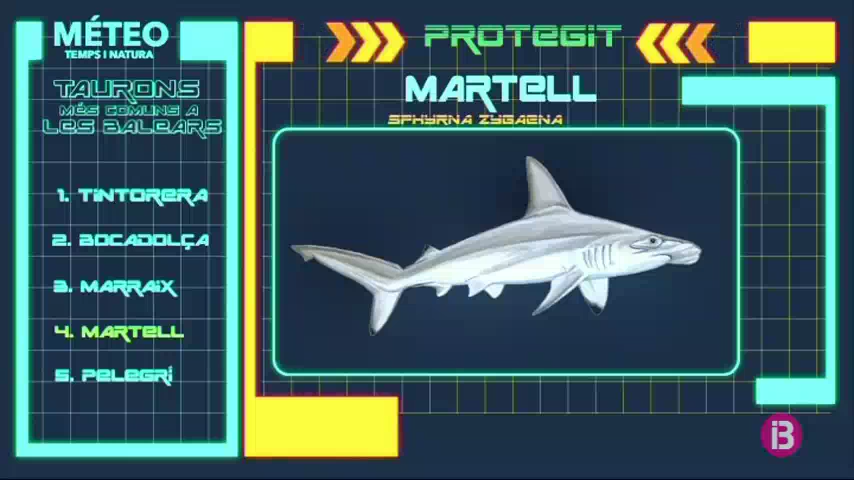 MÉTEO
TEMPS I NATURA
TAURONS
MÉS COMUNS A
LES BALEARS
1. TINTORERA
2. BOCADOLÇA
3. MARRAIX
4. MARTELL
5. PELEGRÍ
PROTEGIT
MARTELL
SPHYRNA ZYGAENA
IB